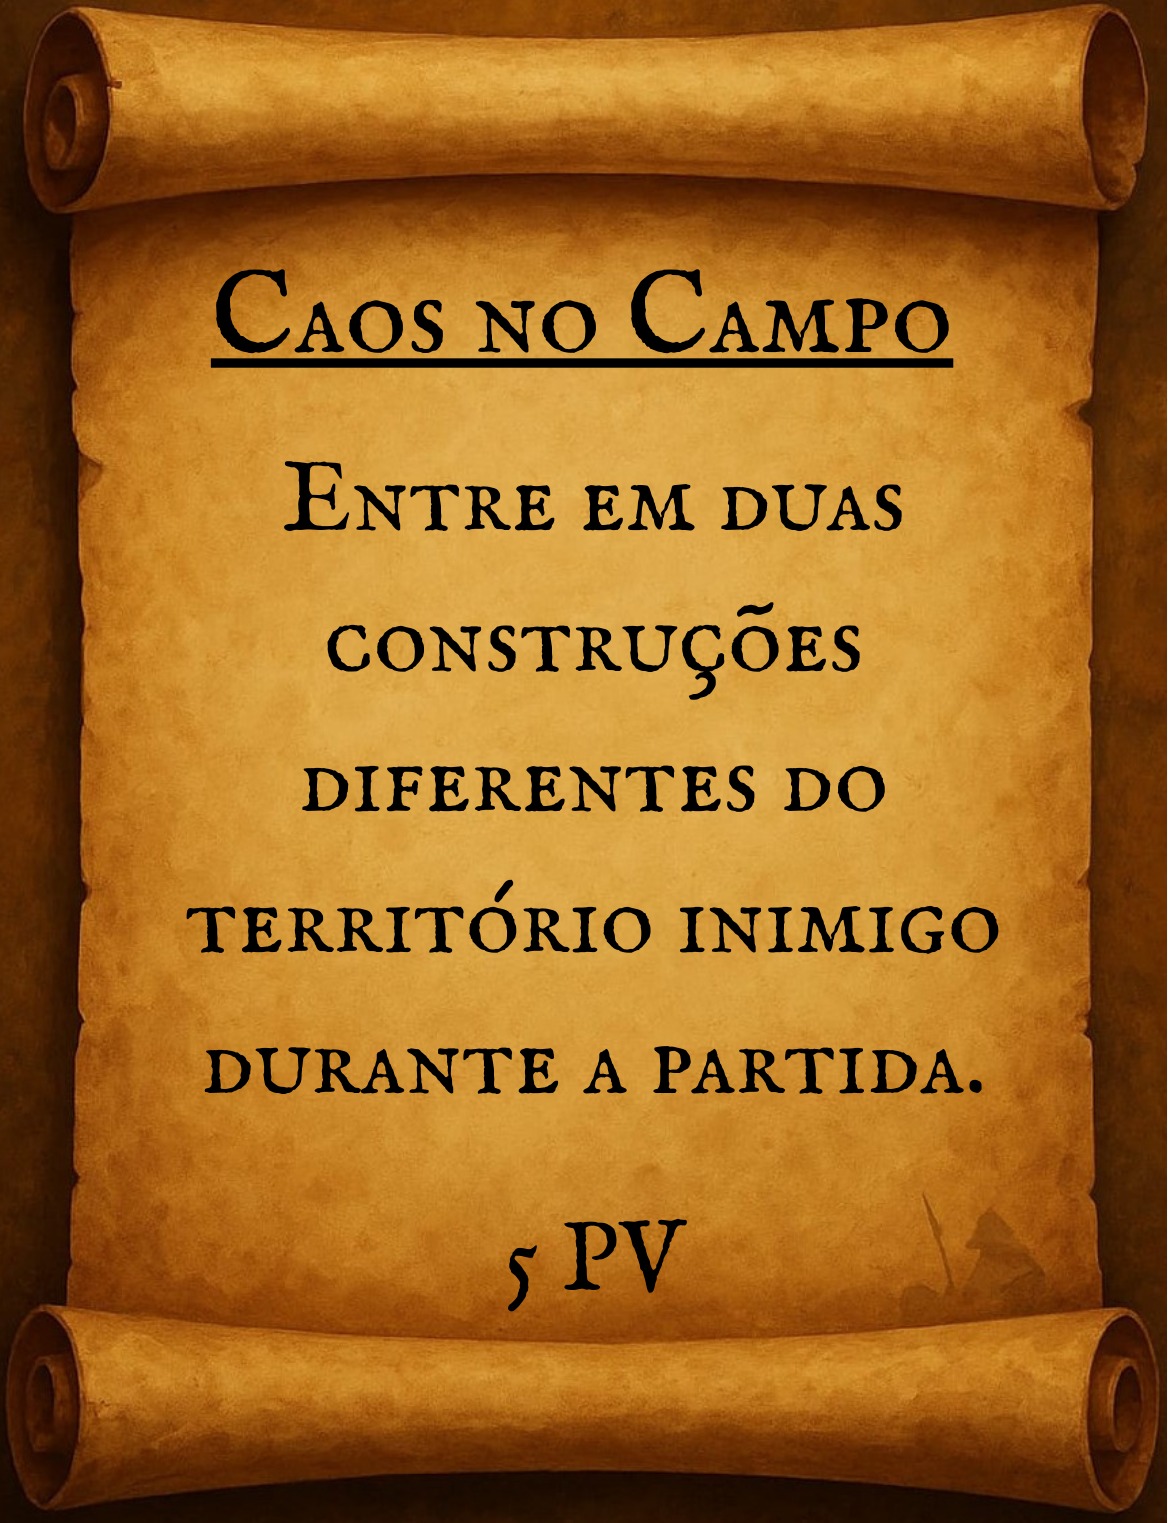 Caos no Campo
Entre em duas
construções
diferentes do
território inimigo
durante a partida.
5 PV